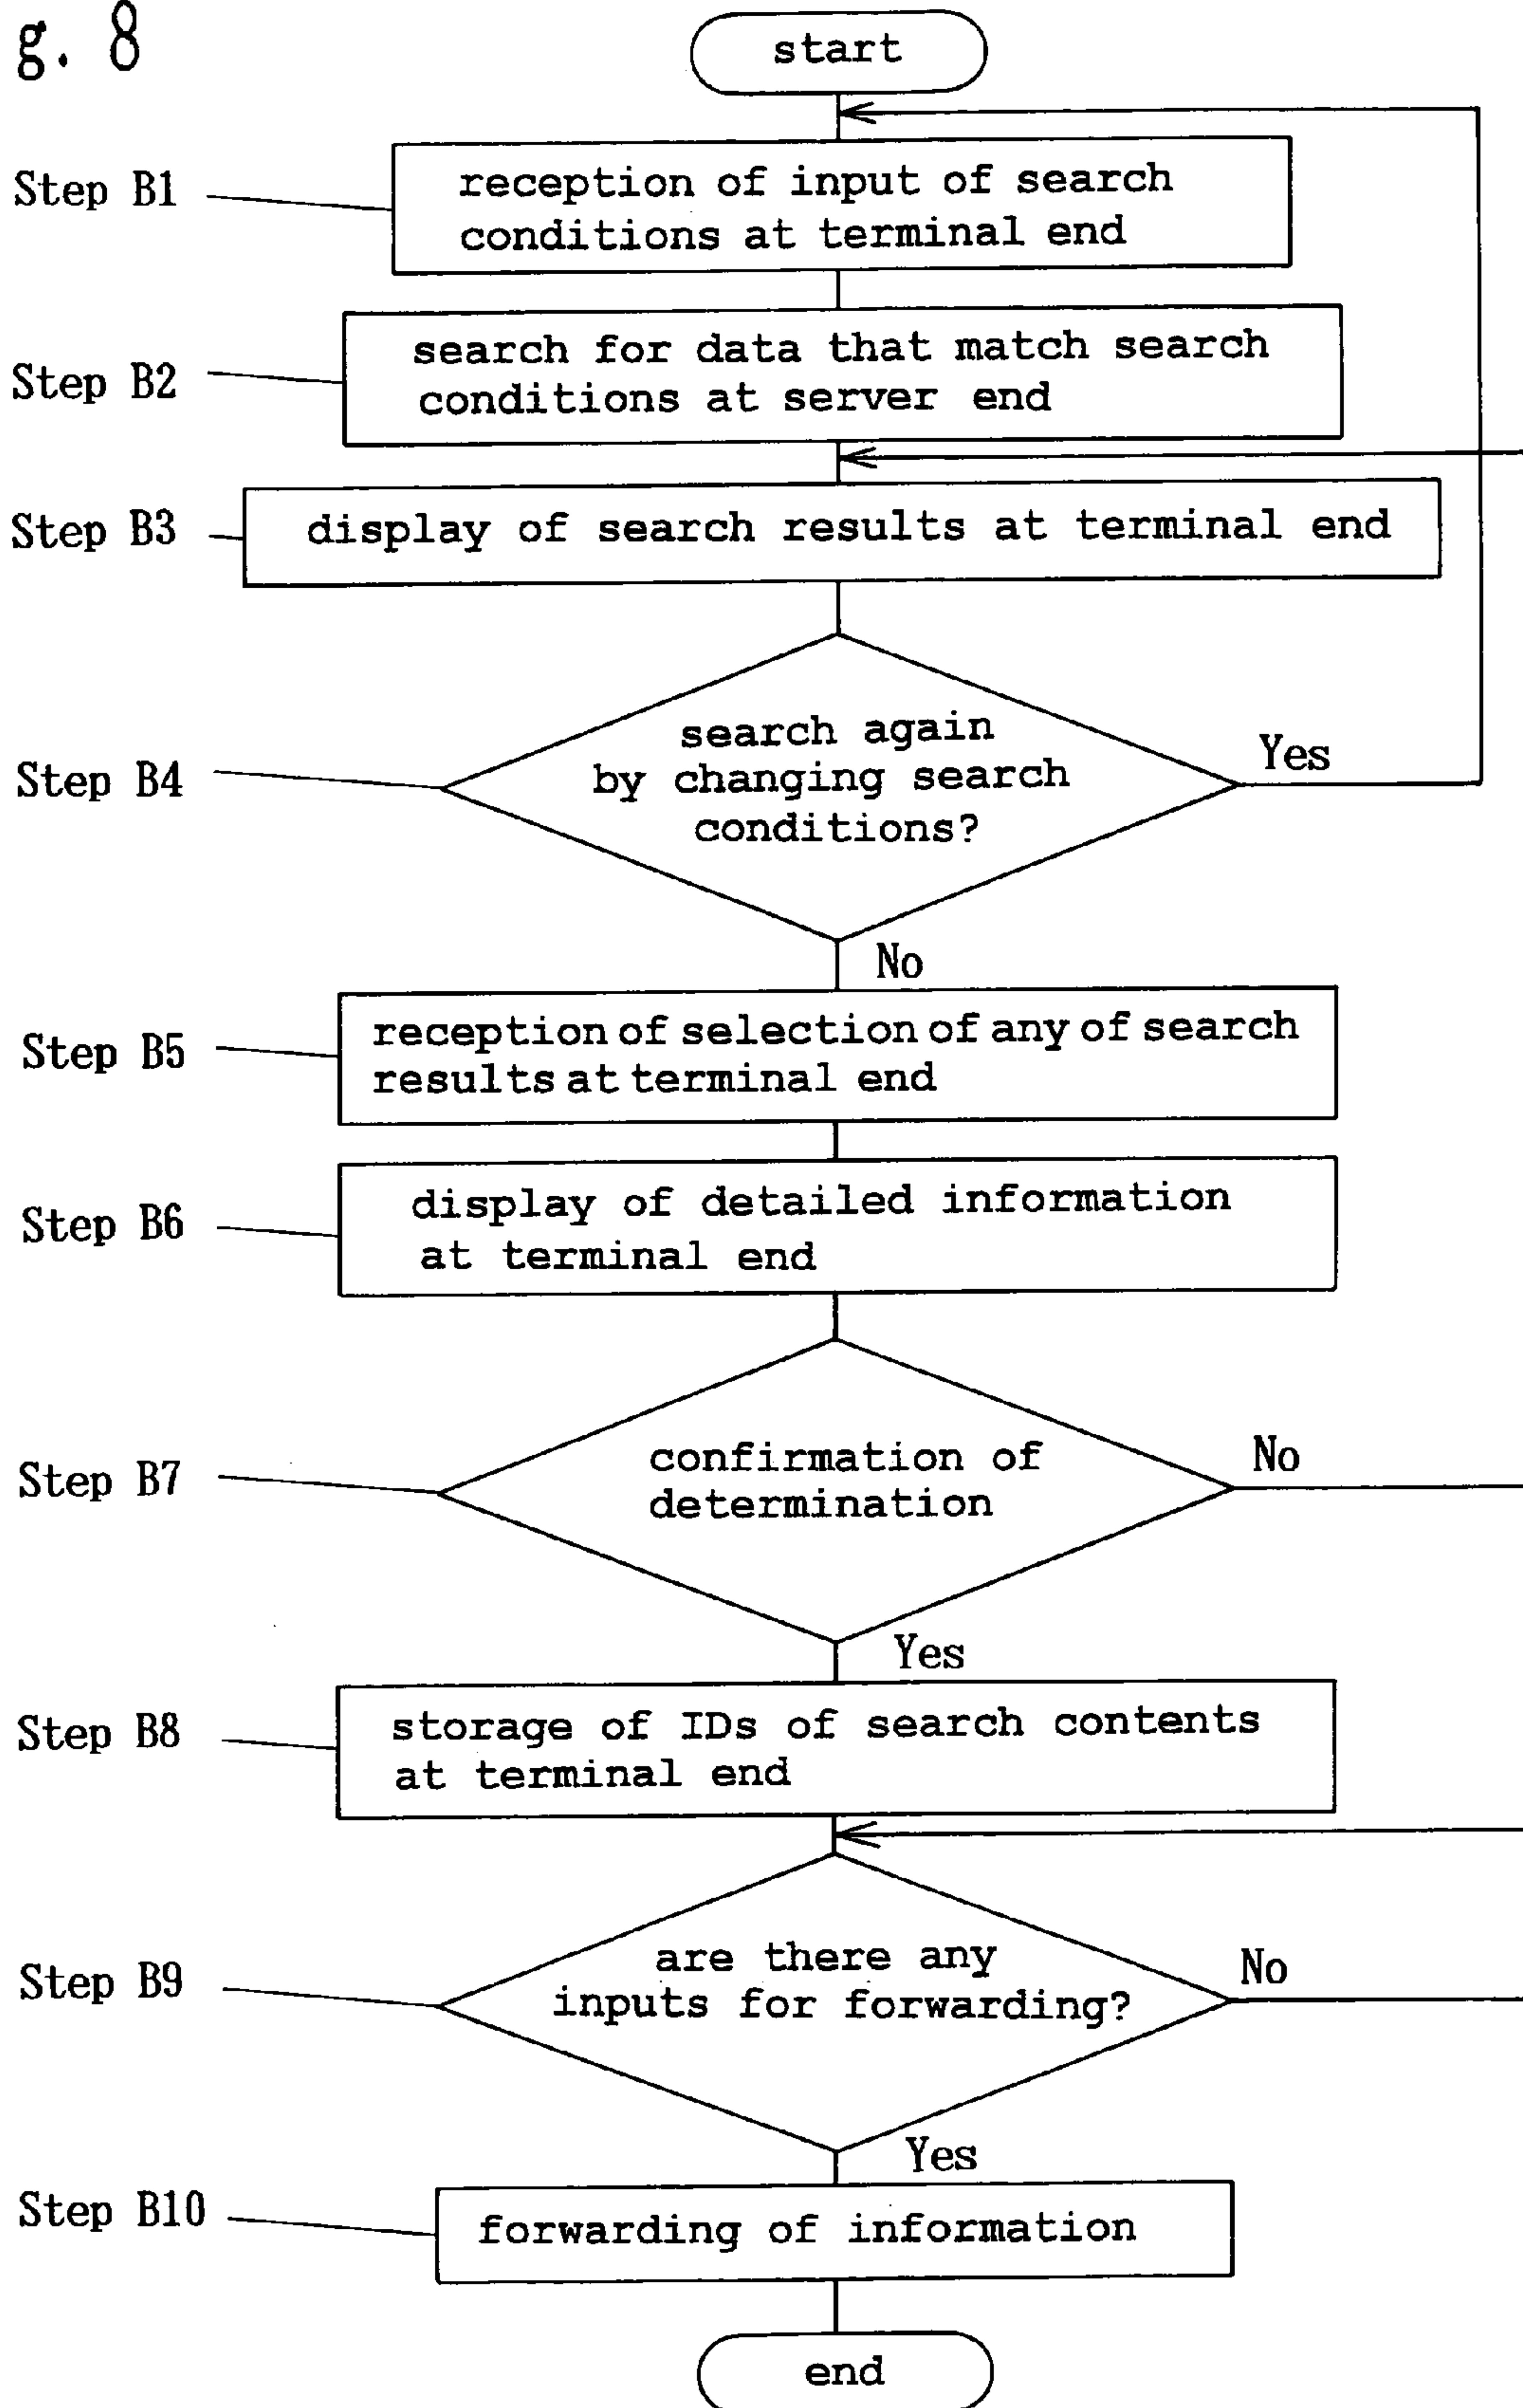 g. 8
start
Step B1
reception of input of search
conditions at terminal end
Step B2
search for data that match search
conditions at server end
Step B3
display of search results at terminal end
Step B4
search again
by changing search
conditions?
Yes
No
Step B5
reception of selection of any of search
results at terminal end
Step B6
display of detailed information
at terminal end
Step B7
confirmation of
determination
No
Yes
Step B8
storage of IDs of search contents
at terminal end
Step B9
are there any
inputs for forwarding?
No
Yes
Step B10
forwarding of information
end